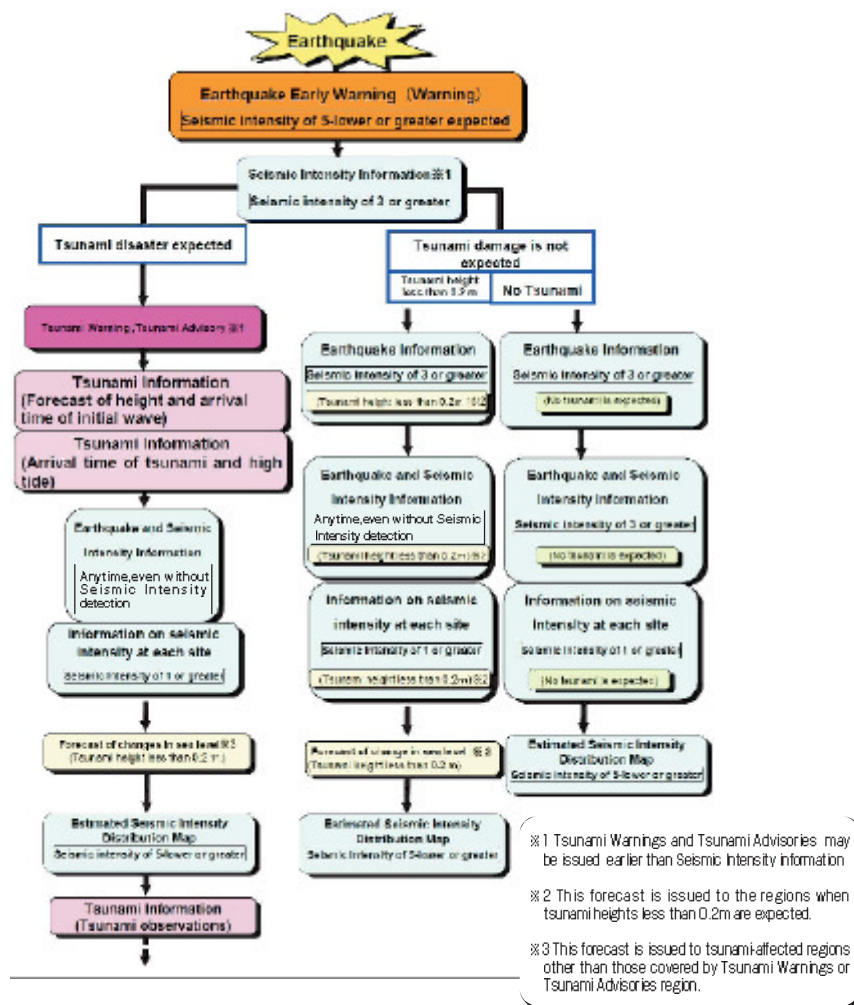 Earthquake
Earthquake Early Warning (Warning)
Seismic intensity of 5-lower or greater expected
Seismic Intensity Information※1
Seismic intensity of 3 or greater
Tsunami disaster expected
Tsunami Warning, Tsunami Advisory ※1
Tsunami Information
(Forecast of height and arrival
time of initial wave)
Tsunami Information
(Arrival time of tsunami and high
tide)
Earthquake and Seismic
Intensity Information
Anytime,even without
Seismic Intensity
detection
Information on seismic
intensity at each site
Seismic intensity of 1 or greater
Forecast of changes in sea level※3
(Tsunami height less than 0.2 m.)
Estimated Seismic Intensity
Distribution Map
Seismic intensity of 5-lower or greater
Tsunami Information
(Tsunami observations)
Tsunami damage is not
expected
Tsunami height
less than 0.2 m
No Tsunami
Earthquake Information
Seismic intensity of 3 or greater
(Tsunami height less than 0.2m )※2
Earthquake and Seismic
Intensity Information
Anytime,even without Seismic
Intensity detection
(Tsunami height less than 0.2m)※2
Information on seismic
intensity at each site
Seismic intensity of 1 or greater
(Tsunami height less than 0.2m)※2
Forecast of change in sea level ※3
(Tsunami height less than 0.2 m)
Estimated Seismic Intensity
Distribution Map
Seismic Intensity of 5-lower or greater
Earthquake Information
Seismic intensity of 3 or greater
(No tsunami is expected)
Earthquake and Seismic
Intensity Information
Seismic intensity of 3 or greater
(No tsunami is expected)
Information on seismic
intensity at each site
Seismic intensity of 1 or greater
(No tsunami is expected)
Estimated Seismic Intensity
Distribution Map
Seismic intensity of 5-lower or greater
※1 Tsunami Warnings and Tsunami Advisories may
be issued earlier than Seismic Intensity information
※2 This forecast is issued to the regions when
tsunami heights less than 0.2m are expected.
※3 This forecast is issued to tsunami-affected regions
other than those covered by Tsunami Warnings or
Tsunami Advisories region.